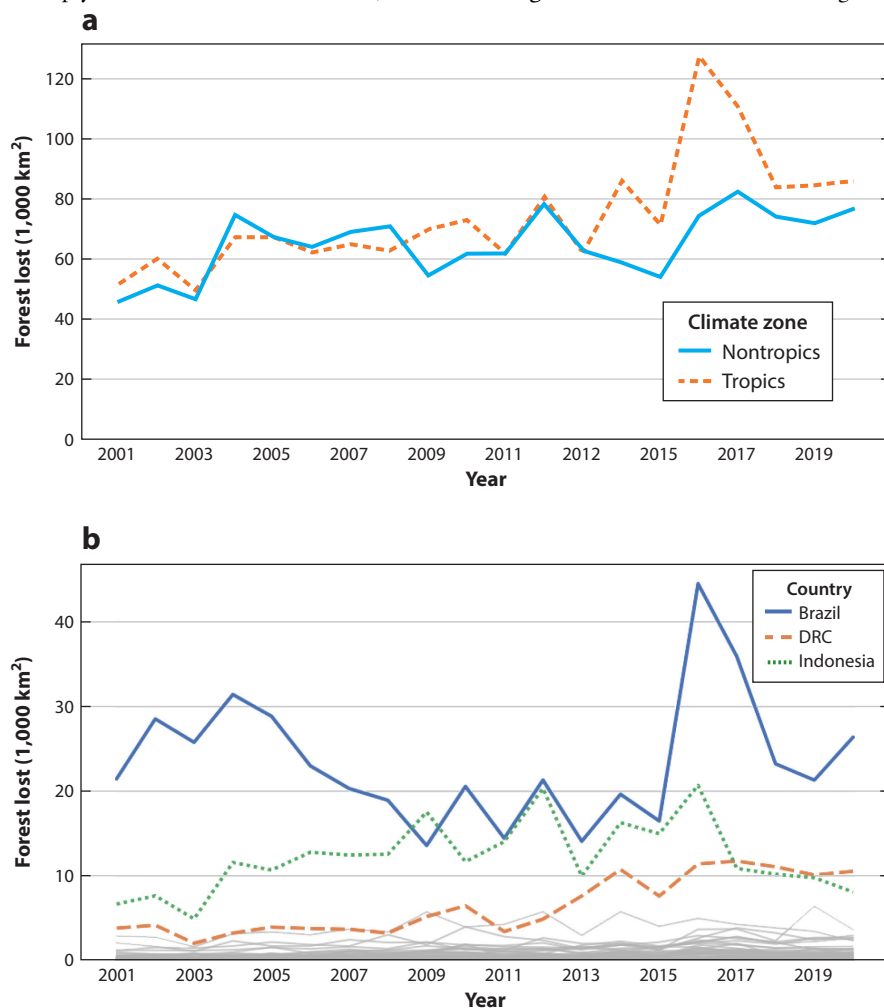 a
Forest lost (1,000 km²)
120
100
80
60
40
20
0
Climate zone
Nontropics
Tropics
2001 2003 2005 2007 2009 2011 2012 2015 2017 2019
Year
b
Forest lost (1,000 km²)
40
30
20
10
0
Country
Brazil
DRC
Indonesia
2001 2003 2005 2007 2009 2011 2013 2015 2017 2019
Year